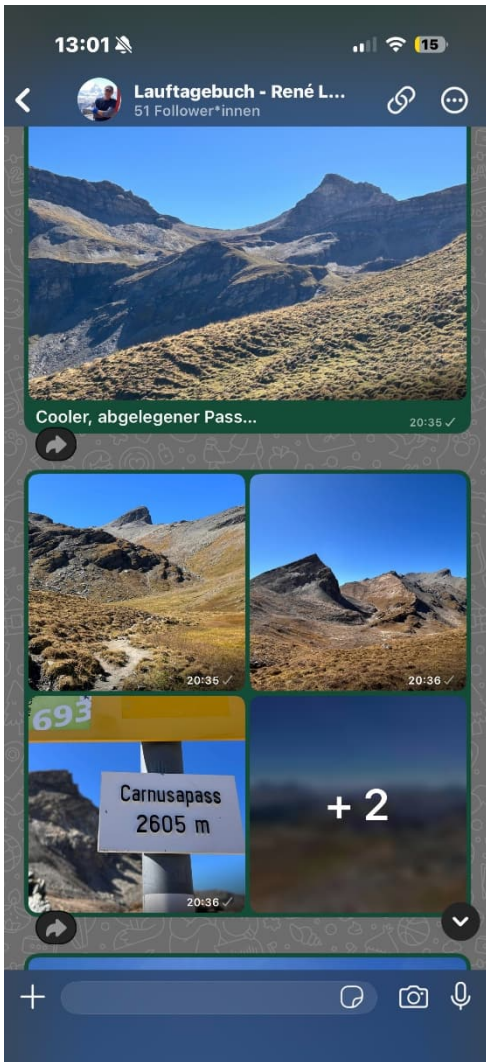 13:01
15
Lauftagebuch - René L...
51 Follower*innen
Cooler, abgelegener Pass...
20:35
20:35
20:36
693
Carnusapass
2605 m
20:36
+ 2